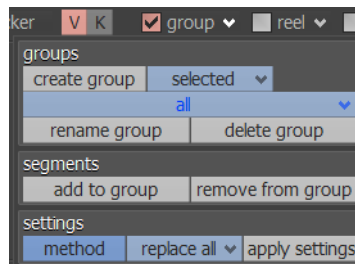 ker V K group reel
groups
create group selected
all
rename group delete group
segments
add to group remove from group
settings
method replace all apply settings